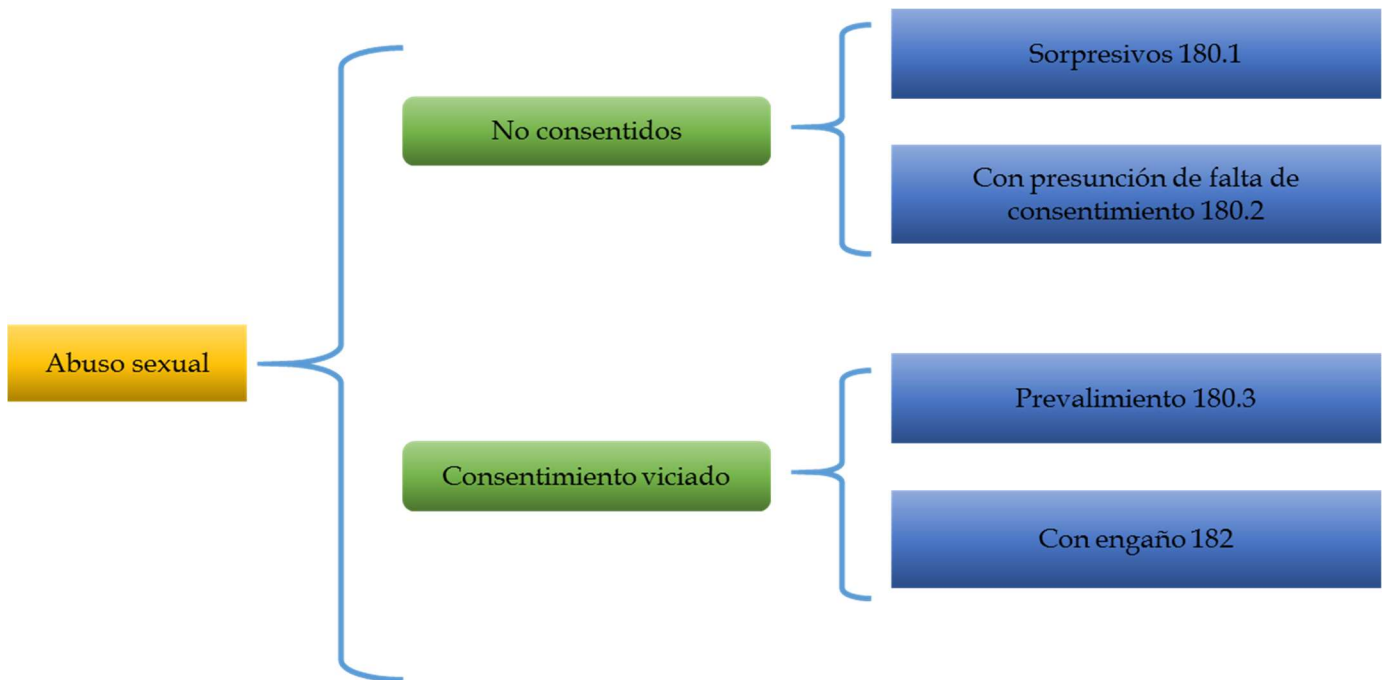 Abuso sexual
No consentidos
Sorpresivos 180.1
Con presunción de falta de
consentimiento 180.2
Consentimiento viciado
Prevalimiento 180.3
Con engaño 182